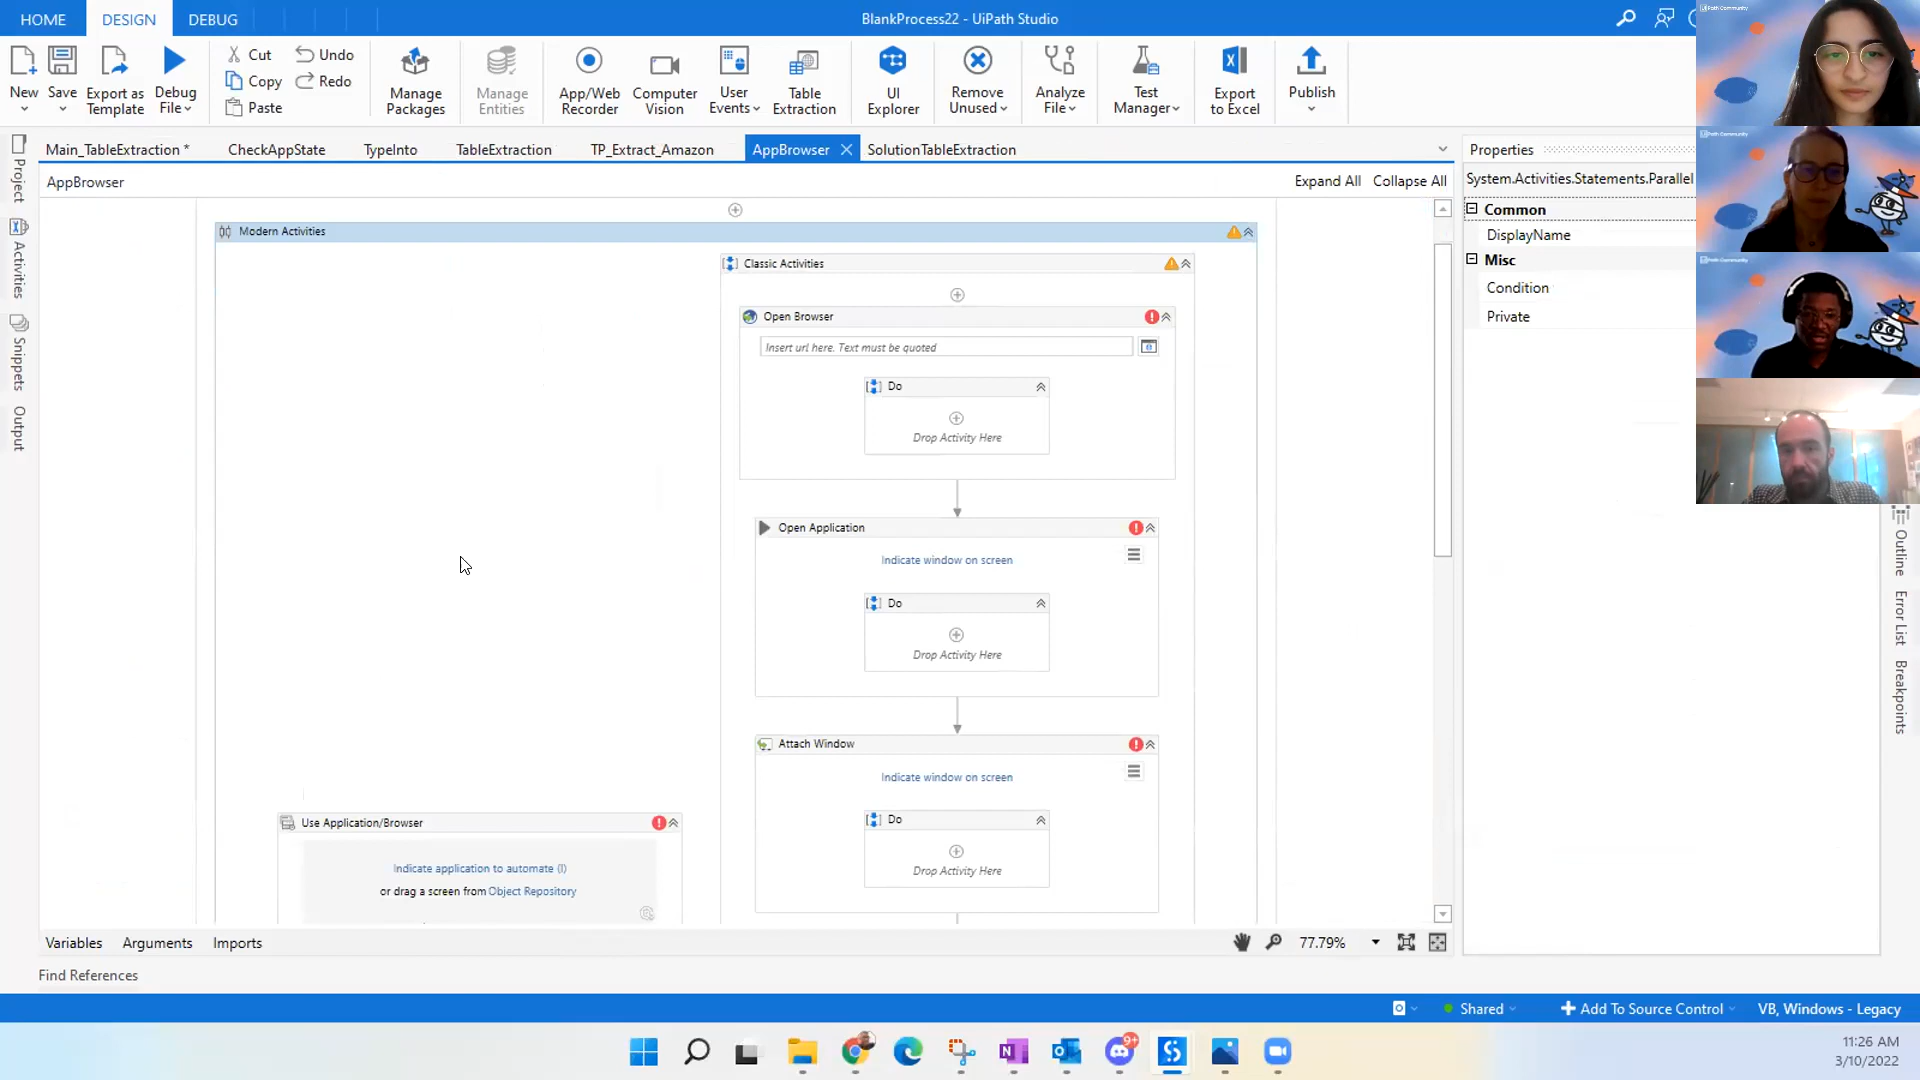 HOME
DESIGN
DEBUG
BlankProcess22 - UiPath Studio
New
Save
Export as
Template
Debug
File
Cut
Copy
Paste
Undo
Redo
Manage
Packages
Manage
Entities
App/Web
Recorder
Computer
Vision
User
Events
Table
Extraction
UI
Explorer
Remove
Unused
Analyze
File
Test
Manager
Export
to Excel
Publish
Main_TableExtraction *
CheckAppState
TypeInto
TableExtraction
TP_Extract_Amazon
AppBrowser
SolutionTableExtraction
AppBrowser
Expand All
Collapse All
Project
Activities
Snippets
Output
Modern Activities
Classic Activities
Open Browser
Insert url here. Text must be quoted
Do
Drop Activity Here
Open Application
Indicate window on screen
Do
Drop Activity Here
Attach Window
Indicate window on screen
Do
Drop Activity Here
Use Application/Browser
Indicate application to automate (I)
or drag a screen from Object Repository
Properties
System.Activities.Statements.Parallel
Common
DisplayName
Misc
Condition
Private
Outline
Error List
Breakpoints
Variables
Arguments
Imports
77.79%
Find References
Shared
Add To Source Control
VB, Windows - Legacy
9+
11:26 AM
3/10/2022